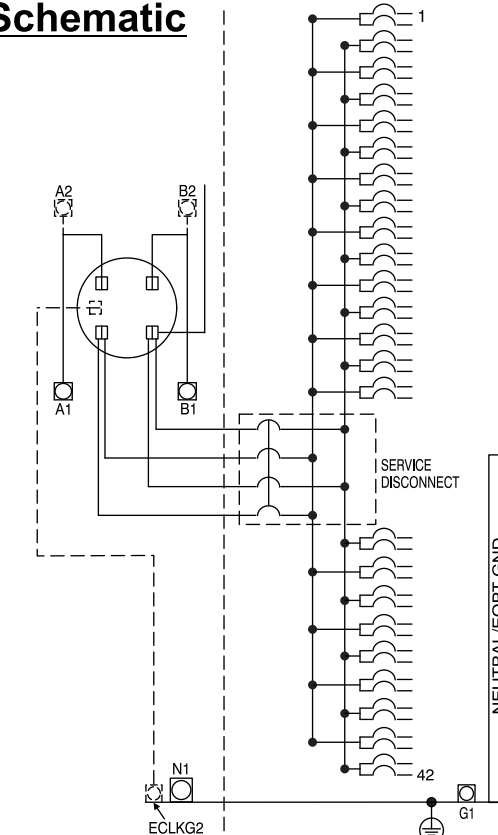 Schematic
1
A2
B2
A1
B1
SERVICE
DISCONNECT
NEUTRAL/EQPT GND
42
N1
G1
ECLKG2